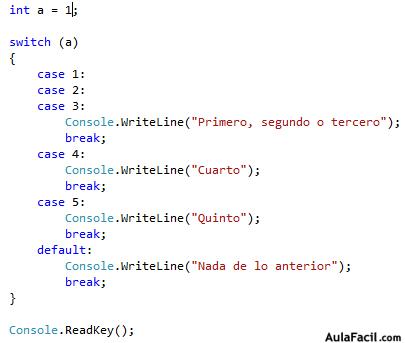 int a = 1;
switch (a)
{
case 1:
case 2:
case 3:
Console.WriteLine("Primero, segundo o tercero");
break;
case 4:
Console.WriteLine("Cuarto");
break;
case 5:
Console.WriteLine("Quinto");
break;
default:
Console.WriteLine("Nada de lo anterior");
break;
}
Console.ReadKey();
AulaFacil.com